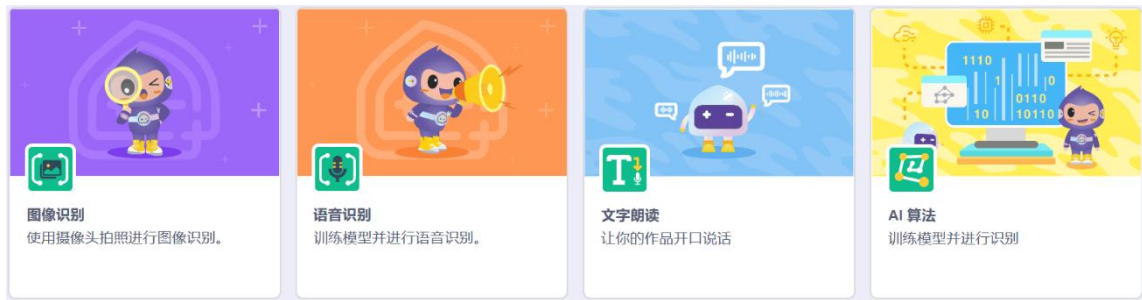 图像识别
使用摄像头拍照进行图像识别。
语音识别
训练模型并进行语音识别。
T
文字朗读
让你的作品开口说话
1110
1
0
0110
10
10110
AI 算法
训练模型并进行识别